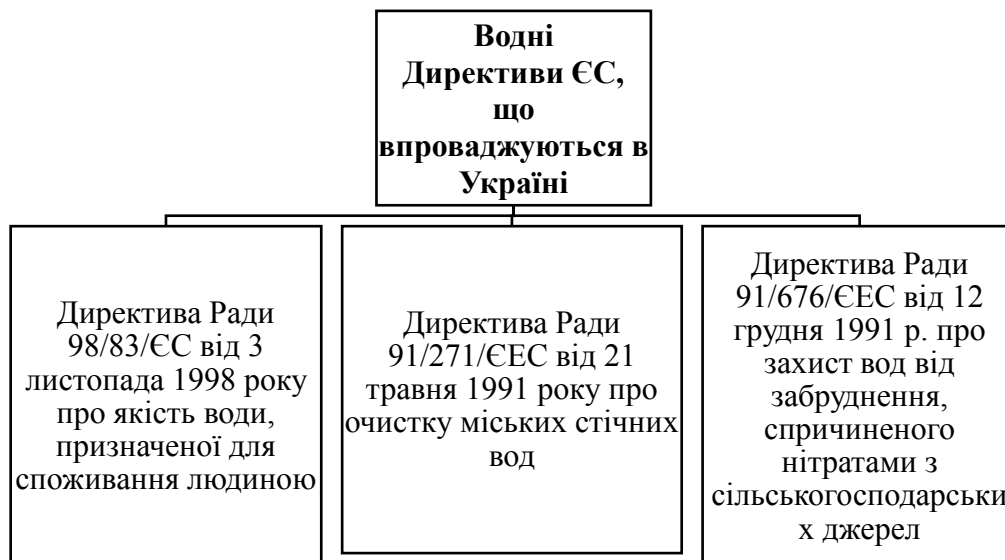 Водні
Директиви ЄС,
що
впроваджуються в
Україні
Директива Ради
98/83/ЄС від 3
листопада 1998 року
про якість води,
призначеної для
споживання людиною
Директива Ради
91/271/ЄЕС від 21
травня 1991 року про
очистку міських стічних
вод
Директива Ради
91/676/ЄЕС від 12
грудня 1991 р. про
захист вод від
забруднення,
спричиненого
нітратами з
сільськогосподарськи
х джерел